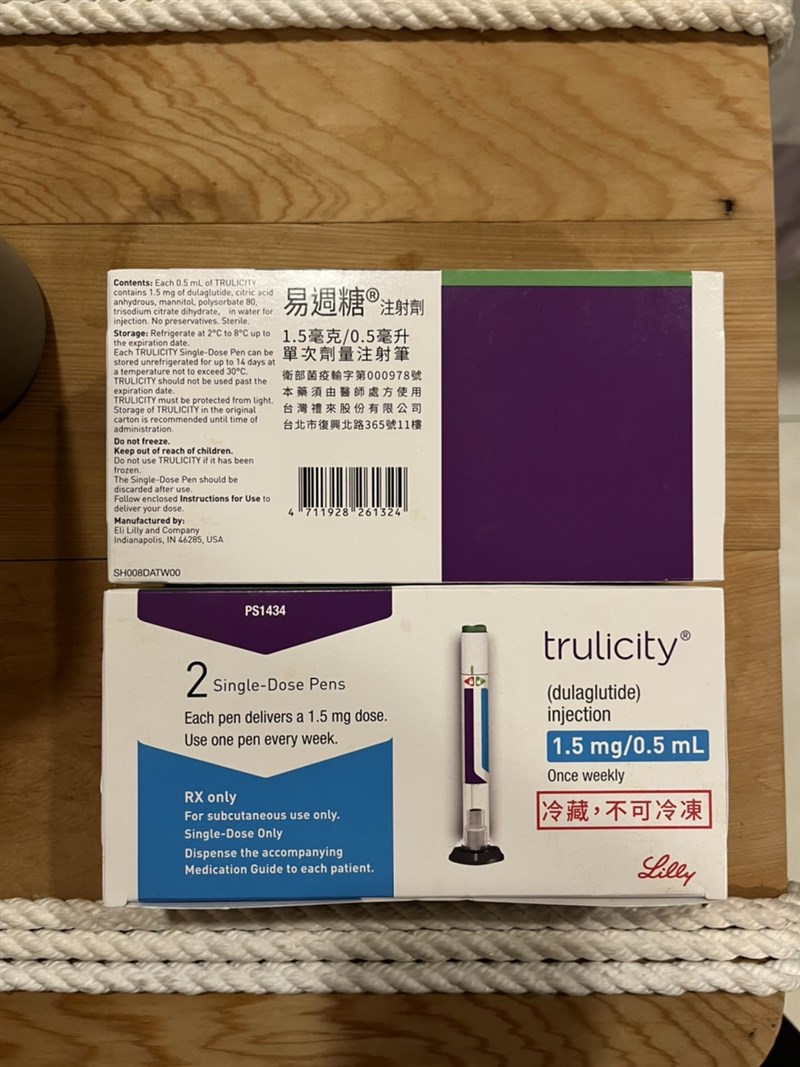 Contents: Each 0.5 mL of TRULICITY
contains 1.5 mg of dulaglutide, citric acid
anhydrous, mannitol, polysorbate 80,
trisodium citrate dihydrate, in water for
injection. No preservatives. Sterile.
Storage: Refrigerate at 2°C to 8°C up to
the expiration date.
Each TRULICITY Single-Dose Pen can be
stored unrefrigerated for up to 14 days at
a temperature not to exceed 30°C.
TRULICITY should not be used past the
expiration date.
TRULICITY must be protected from light.
Storage of TRULICITY in the original
carton is recommended until time of
administration.
Do not freeze.
Keep out of reach of children.
Do not use TRULICITY if it has been
frozen.
The Single-Dose Pen should be
discarded after use.
Follow enclosed Instructions for Use to
deliver your dose.
Manufactured by:
Eli Lilly and Company
Indianapolis, IN 46285, USA
SH008DATW00
易週糖® 注射劑
1.5毫克/0.5毫升
單次劑量注射筆
衛部菌疫輸字第000978號
本藥須由醫師處方使用
台灣禮來股份有限公司
台北市復興北路365號11樓
4 711928 261324
PS1434
2 Single-Dose Pens
Each pen delivers a 1.5 mg dose.
Use one pen every week.
RX only
For subcutaneous use only.
Single-Dose Only
Dispense the accompanying
Medication Guide to each patient.
trulicity®
(dulaglutide)
injection
1.5 mg/0.5 mL
Once weekly
冷藏，不可冷凍
Lilly